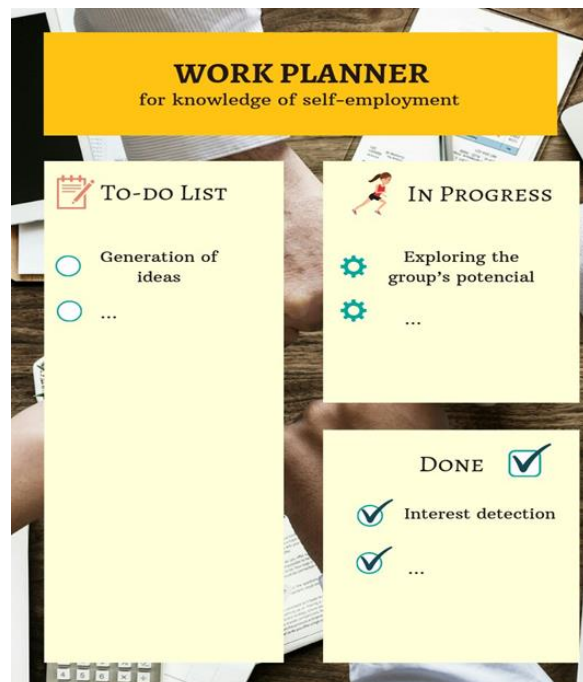 WORK PLANNER
for knowledge of self-employment
TO-DO LIST
Generation of
ideas
...
IN PROGRESS
Exploring the
group's potencial
...
DONE
Interest detection
...